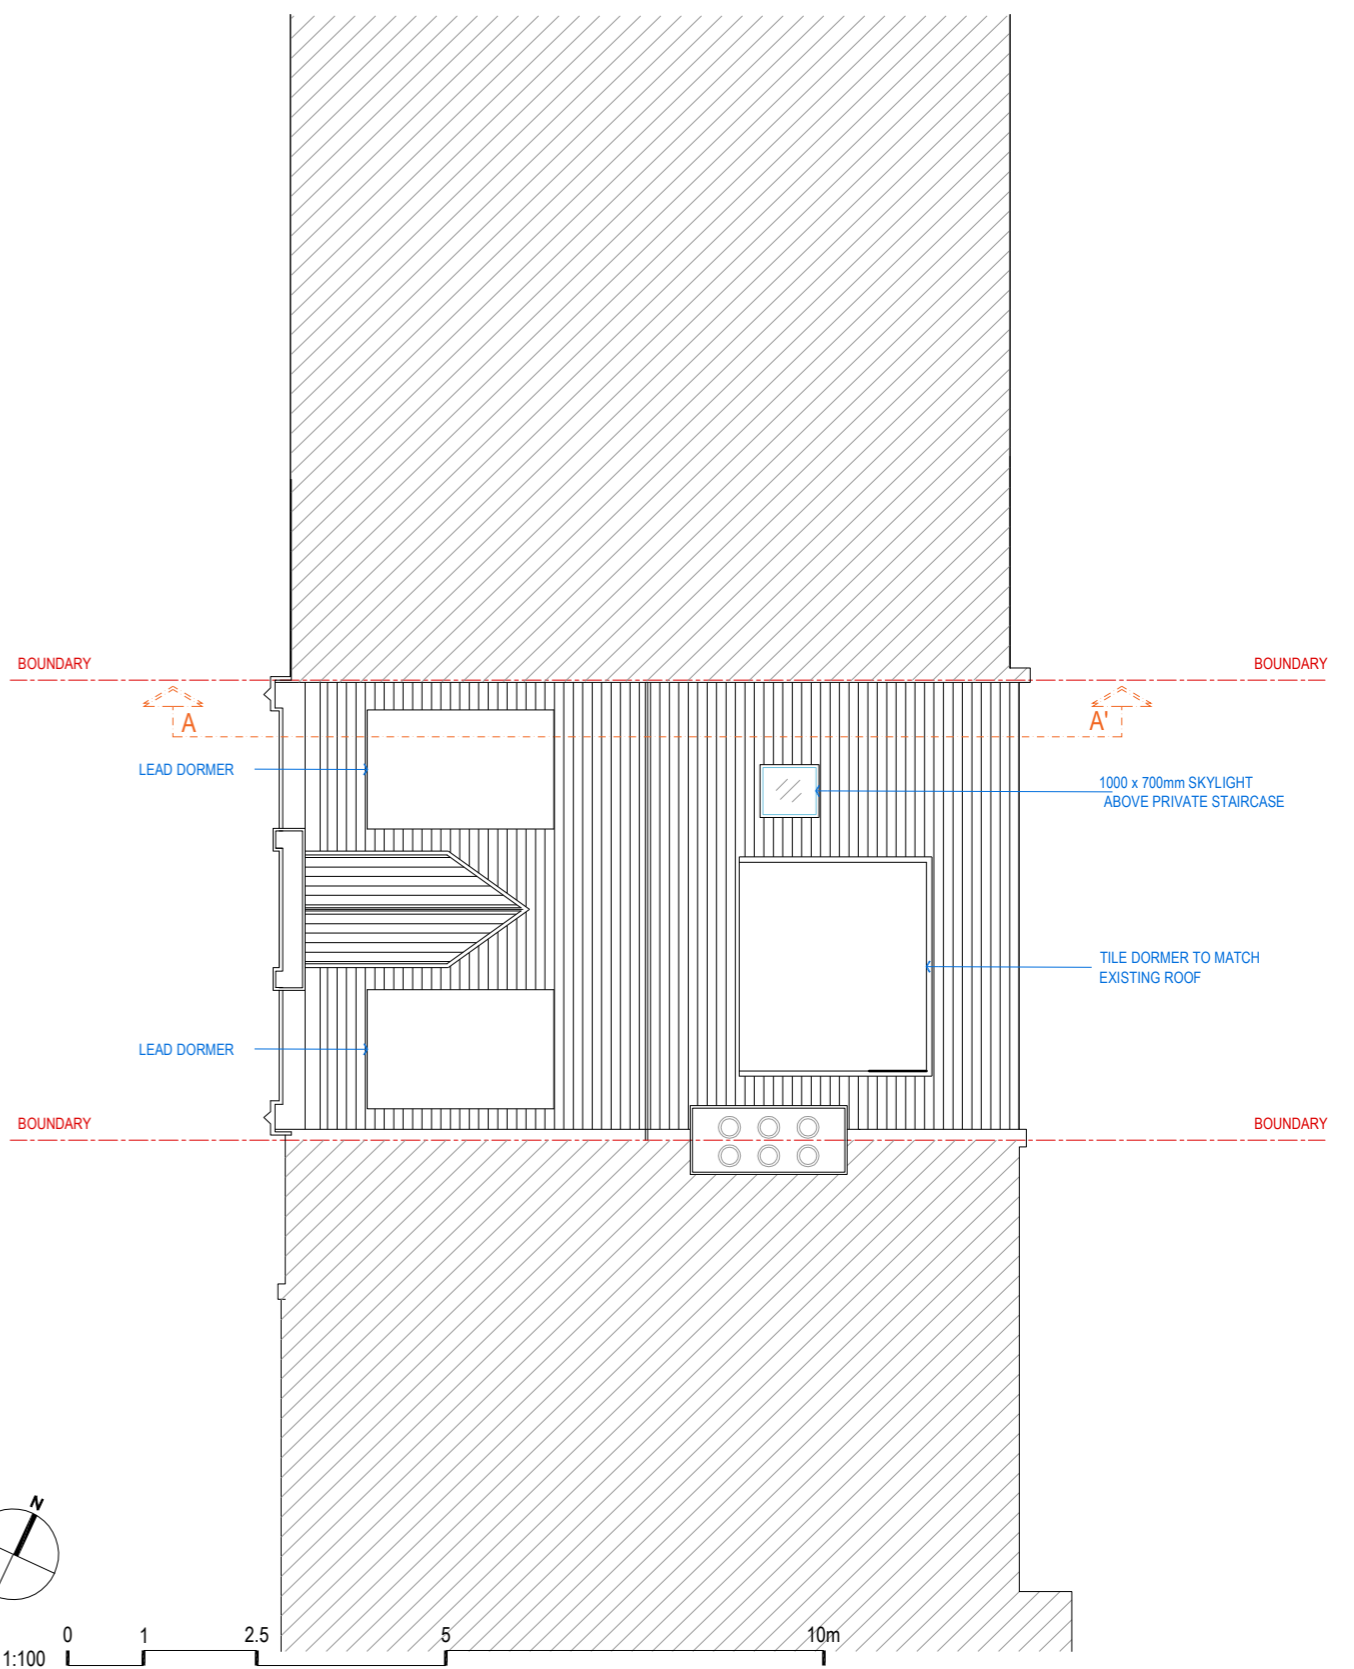 BOUNDARY
BOUNDARY
A
A'
LEAD DORMER
1000 x 700mm SKYLIGHT
ABOVE PRIVATE STAIRCASE
TILE DORMER TO MATCH
EXISTING ROOF
LEAD DORMER
BOUNDARY
BOUNDARY
N
0 1 2.5 5 10m
1:100